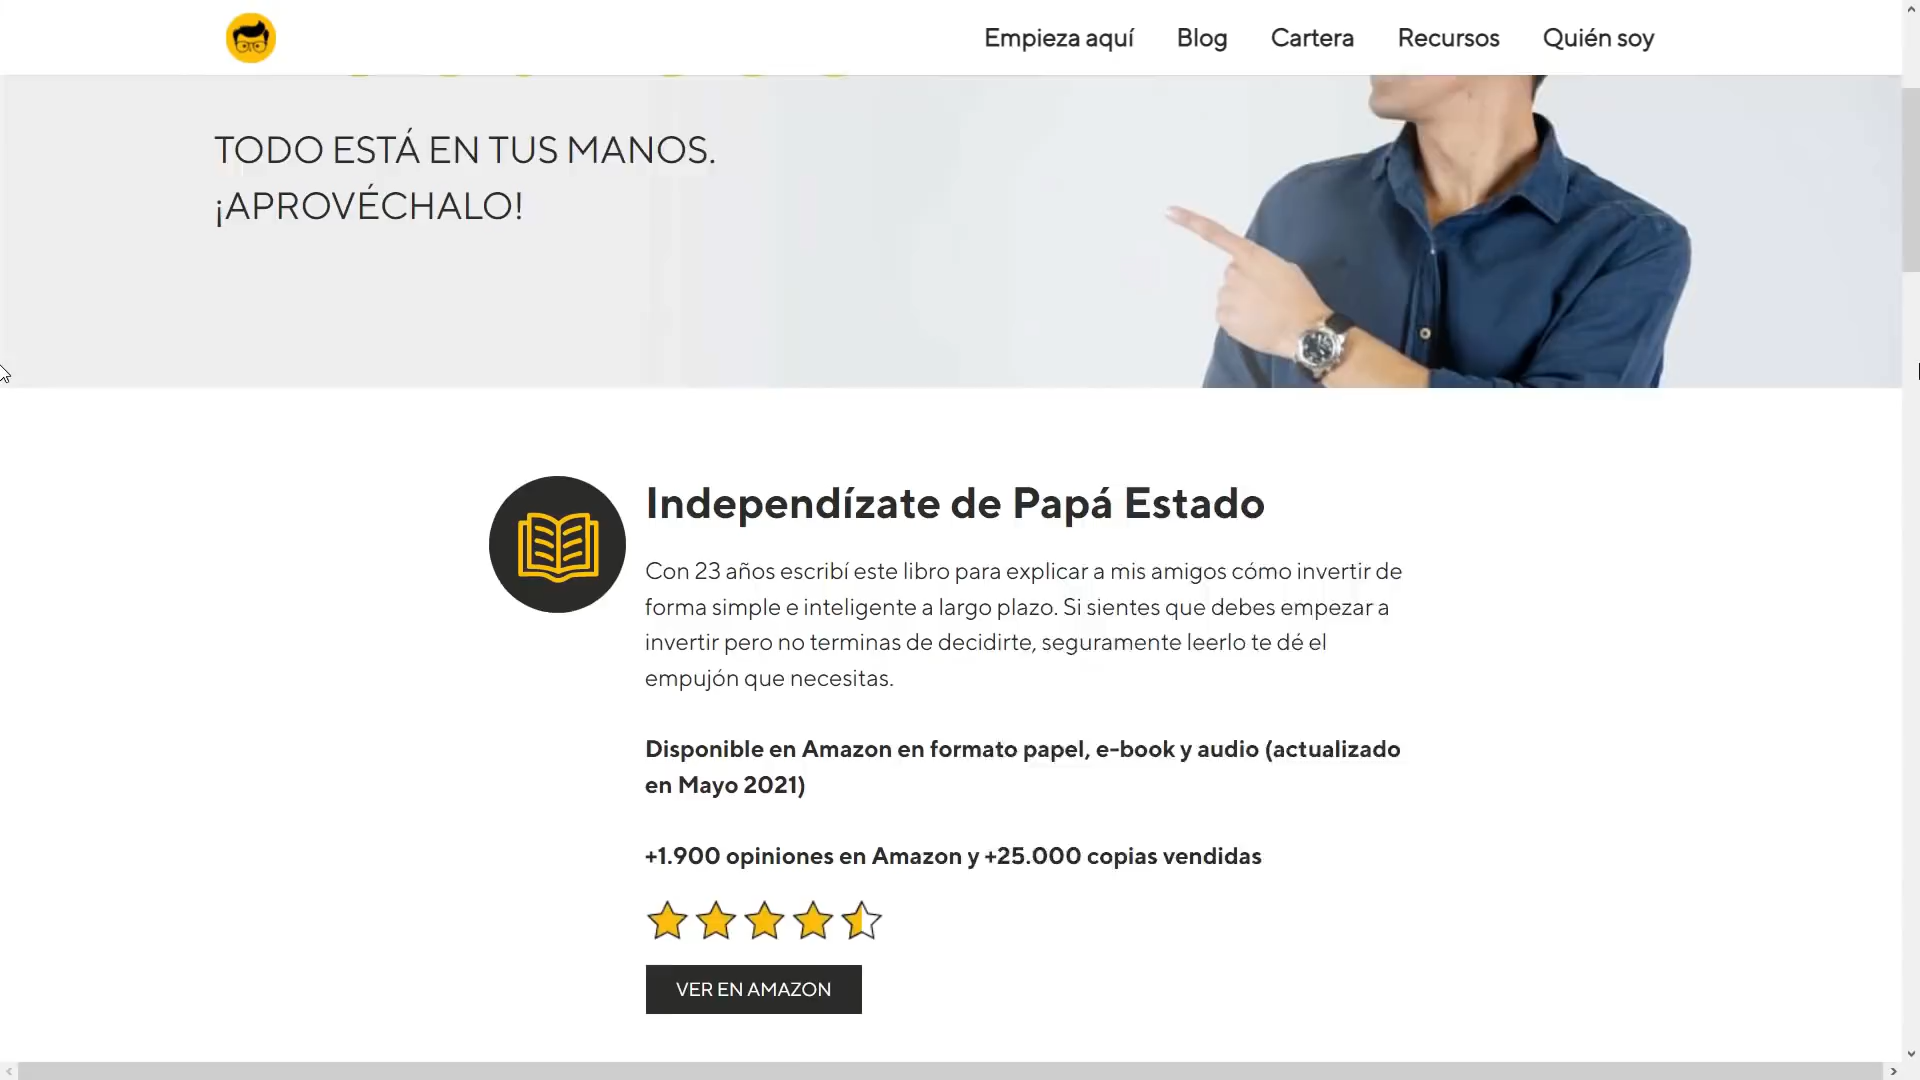 Empieza aquí Blog Cartera Recursos Quién soy
TODO ESTÁ EN TUS MANOS.
¡APROVÉCHALO!
Independízate de Papá Estado
Con 23 años escribí este libro para explicar a mis amigos cómo invertir de
forma simple e inteligente a largo plazo. Si sientes que debes empezar a
invertir pero no terminas de decidirte, seguramente leerlo te dé el
empujón que necesitas.
Disponible en Amazon en formato papel, e-book y audio (actualizado
en Mayo 2021)
+1.900 opiniones en Amazon y +25.000 copias vendidas
VER EN AMAZON